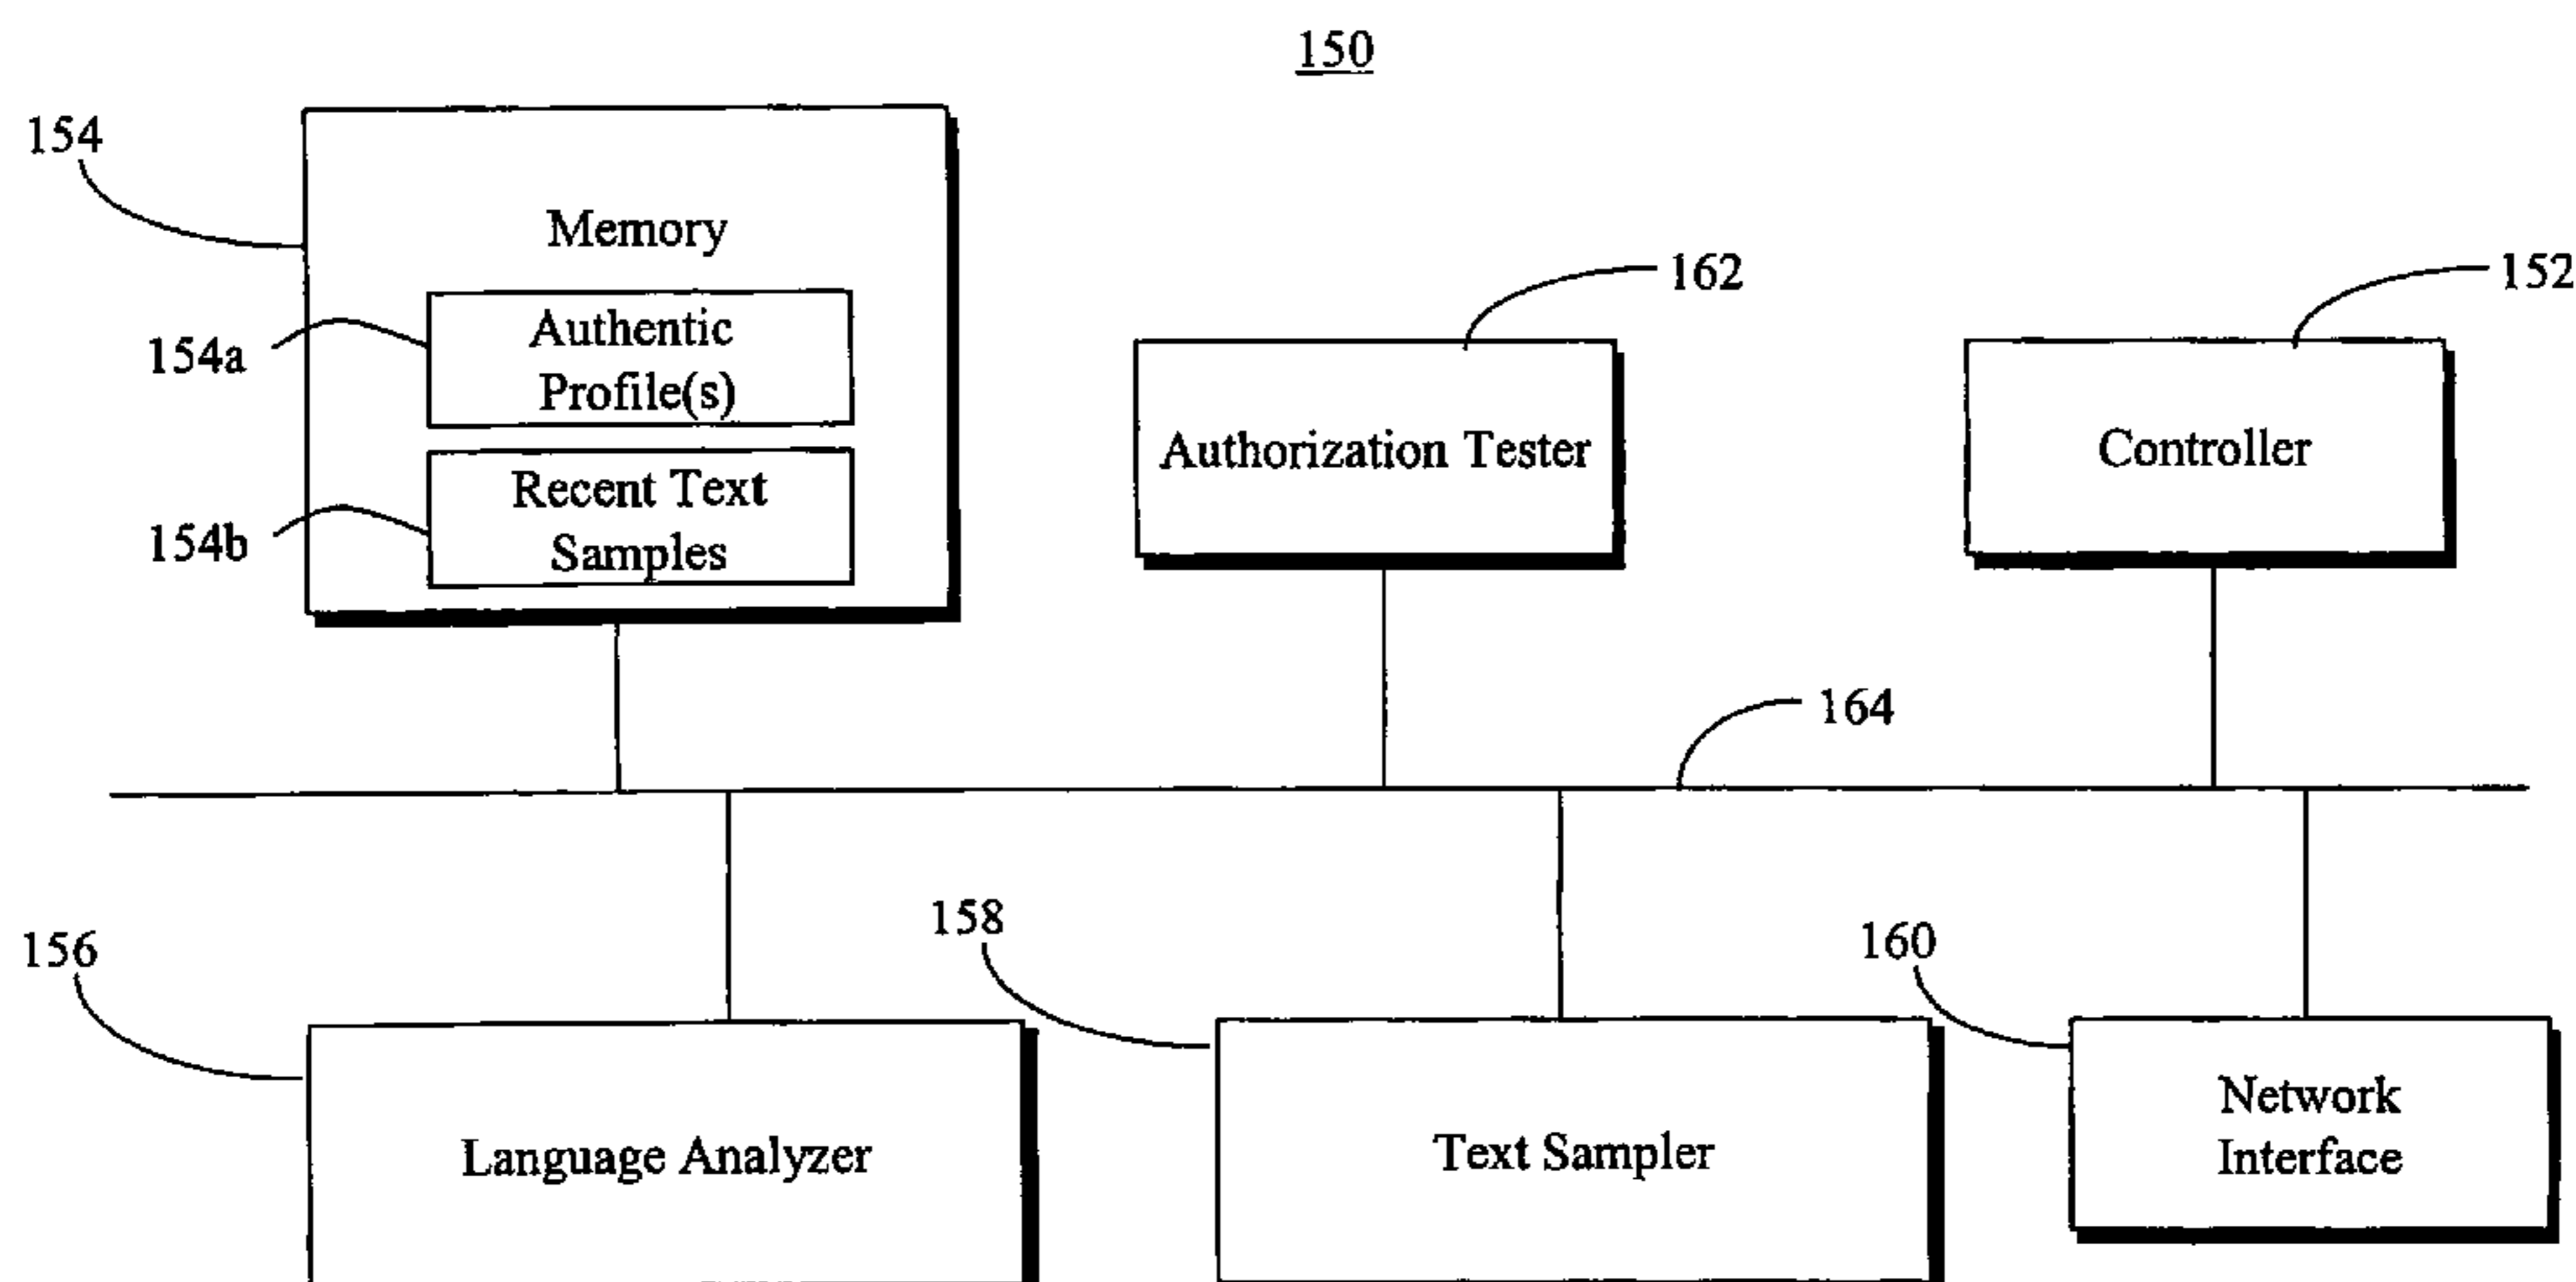 150
154
Memory
162
152
Authentic
Profile(s)
154a
Authorization Tester
Controller
Recent Text
Samples
154b
164
156
158
160
Language Analyzer
Text Sampler
Network
Interface